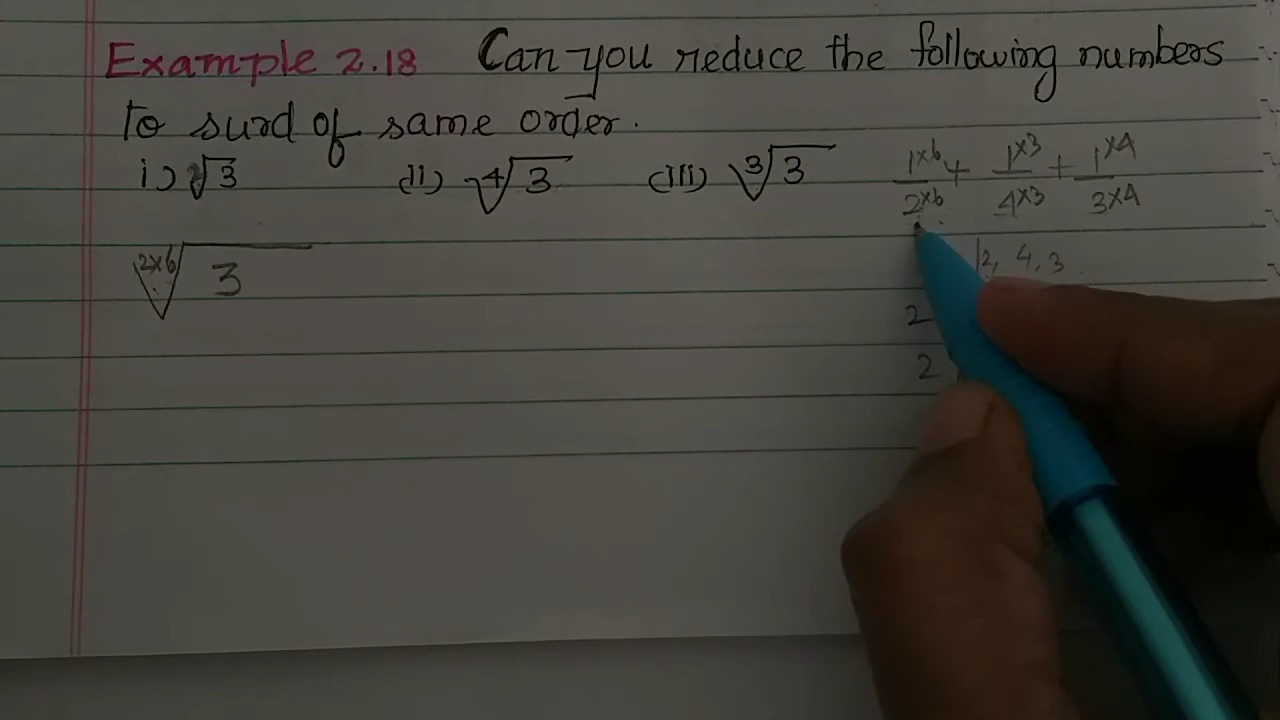 Example 2.18 Can you reduce the following numbers
to surd of same order.
i) √3 (ii) ⁴√3 (iii) ³√3
1×6/2×6 + 1×3/4×3 + 1×4/3×4
2×6√3
2, 4, 3
2
2